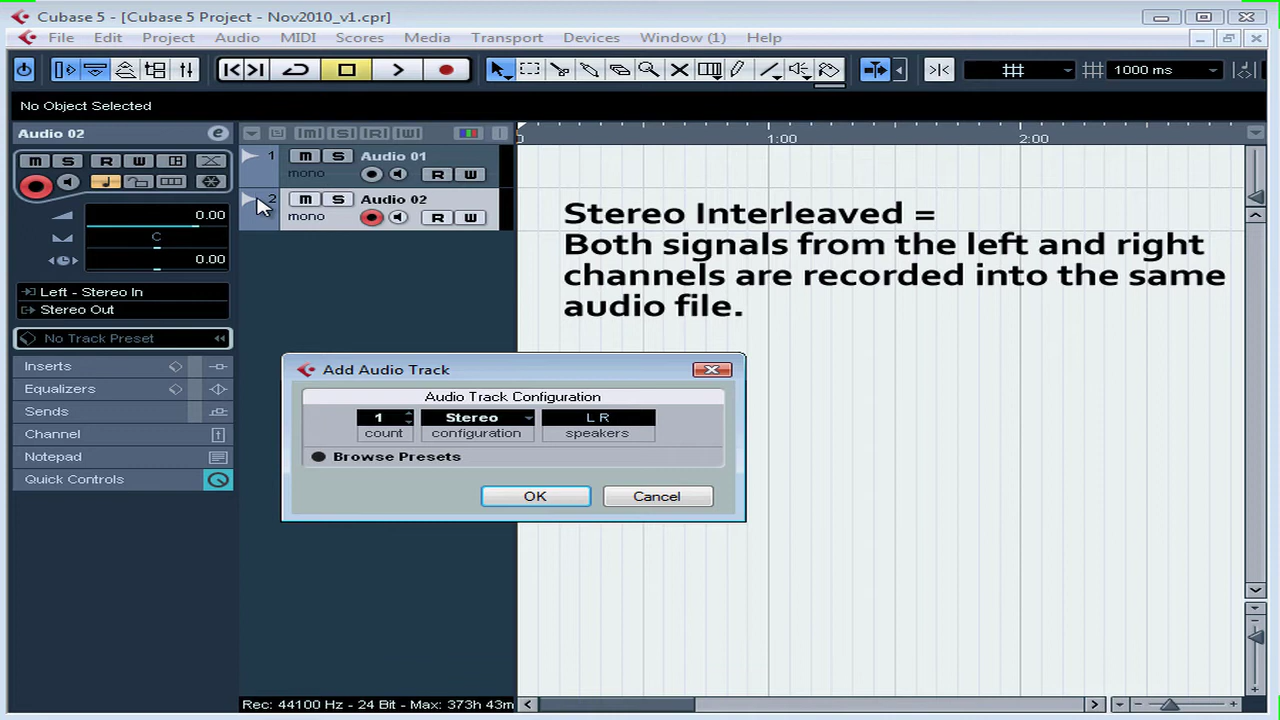 Cubase 5 - [Cubase 5 Project - Nov2010_v1.cpr]
File Edit Project Audio MIDI Scores Media Transport Devices Window (1) Help
1000 ms
No Object Selected
Audio 02
m S R W
0.00
C
0.00
Left - Stereo In
Stereo Out
No Track Preset
Inserts
Equalizers
Sends
Channel
Notepad
Quick Controls
1 m S Audio 01
mono R W
2 m S Audio 02
mono R W
1:00 2:00
Stereo Interleaved =
Both signals from the left and right
channels are recorded into the same
audio file.
Add Audio Track
Audio Track Configuration
1 Stereo L R
count configuration speakers
Browse Presets
OK Cancel
Rec: 44100 Hz - 24 Bit - Max: 373h 43m